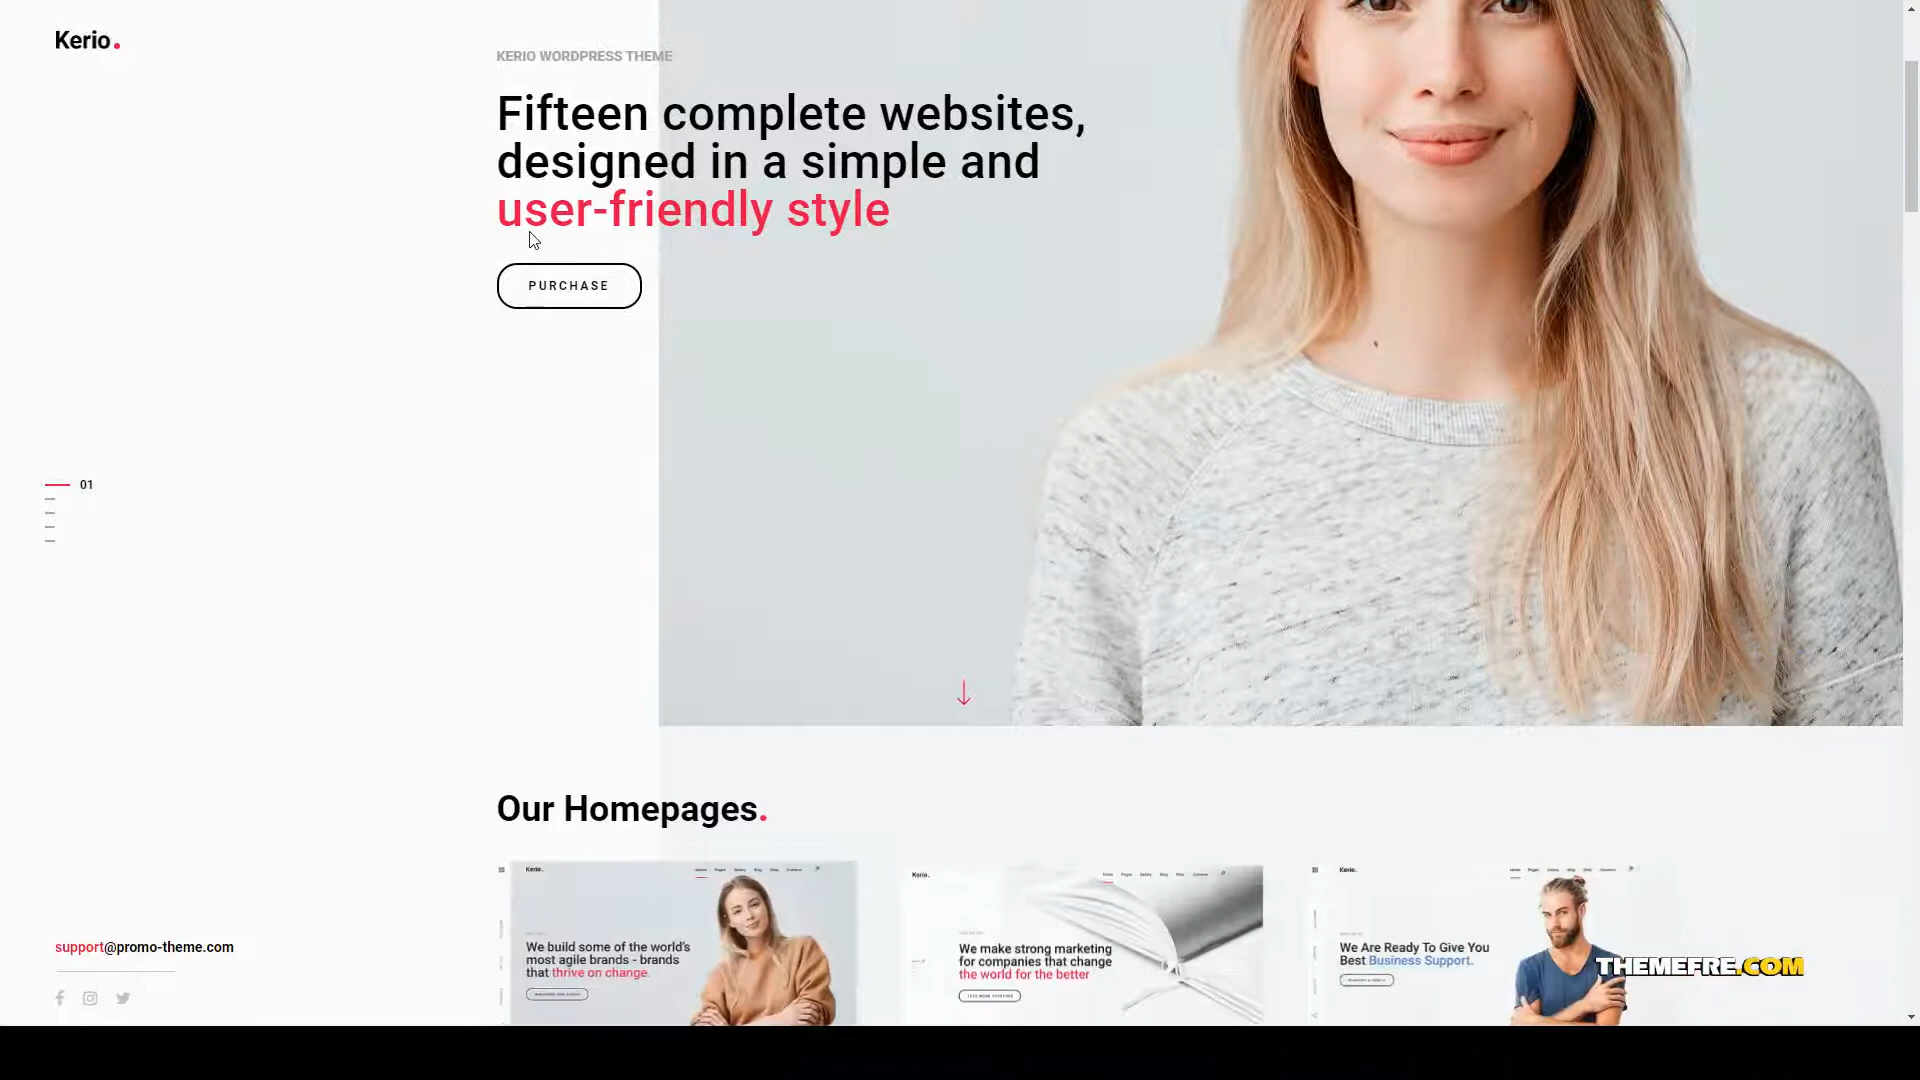 Kerio.
KERIO WORDPRESS THEME
Fifteen complete websites,
designed in a simple and
user-friendly style
PURCHASE
01
Our Homepages.
Kerio.
We build some of the world's
most agile brands - brands
that thrive on change.
Kerio.
We make strong marketing
for companies that change
the world for the better
Kerio.
We Are Ready To Give You
Best Business Support.
support@promo-theme.com
THEMEFRE.COM